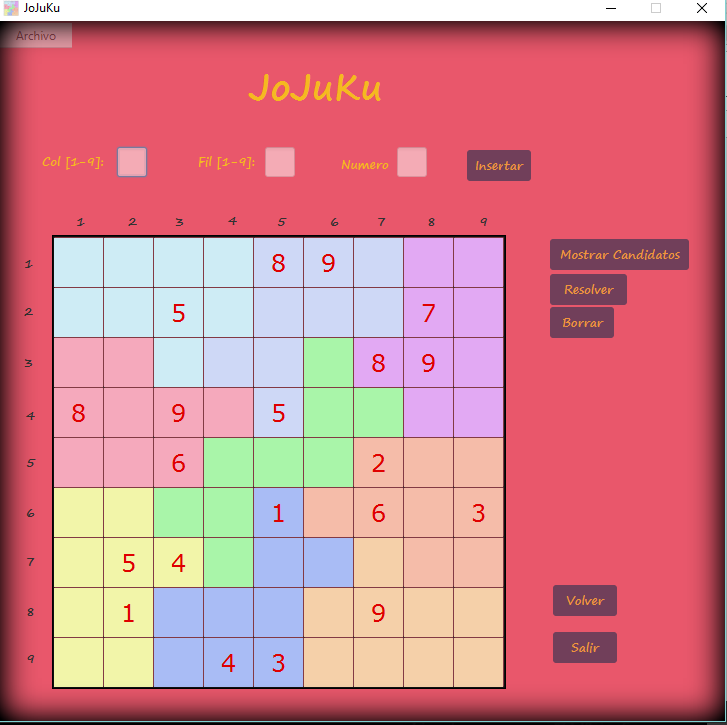 JoJuKu
Archivo
JoJuKu
Col [1-9]: Fil [1-9]: Numero Insertar
1 2 3 4 5 6 7 8 9
1 8 9 Mostrar Candidatos
Resolver
2 5 7
Borrar
3 8 9
4 8 9 5
5 6 2
6 1 6 3
7 5 4
8 1 9 Volver
9 4 3 Salir